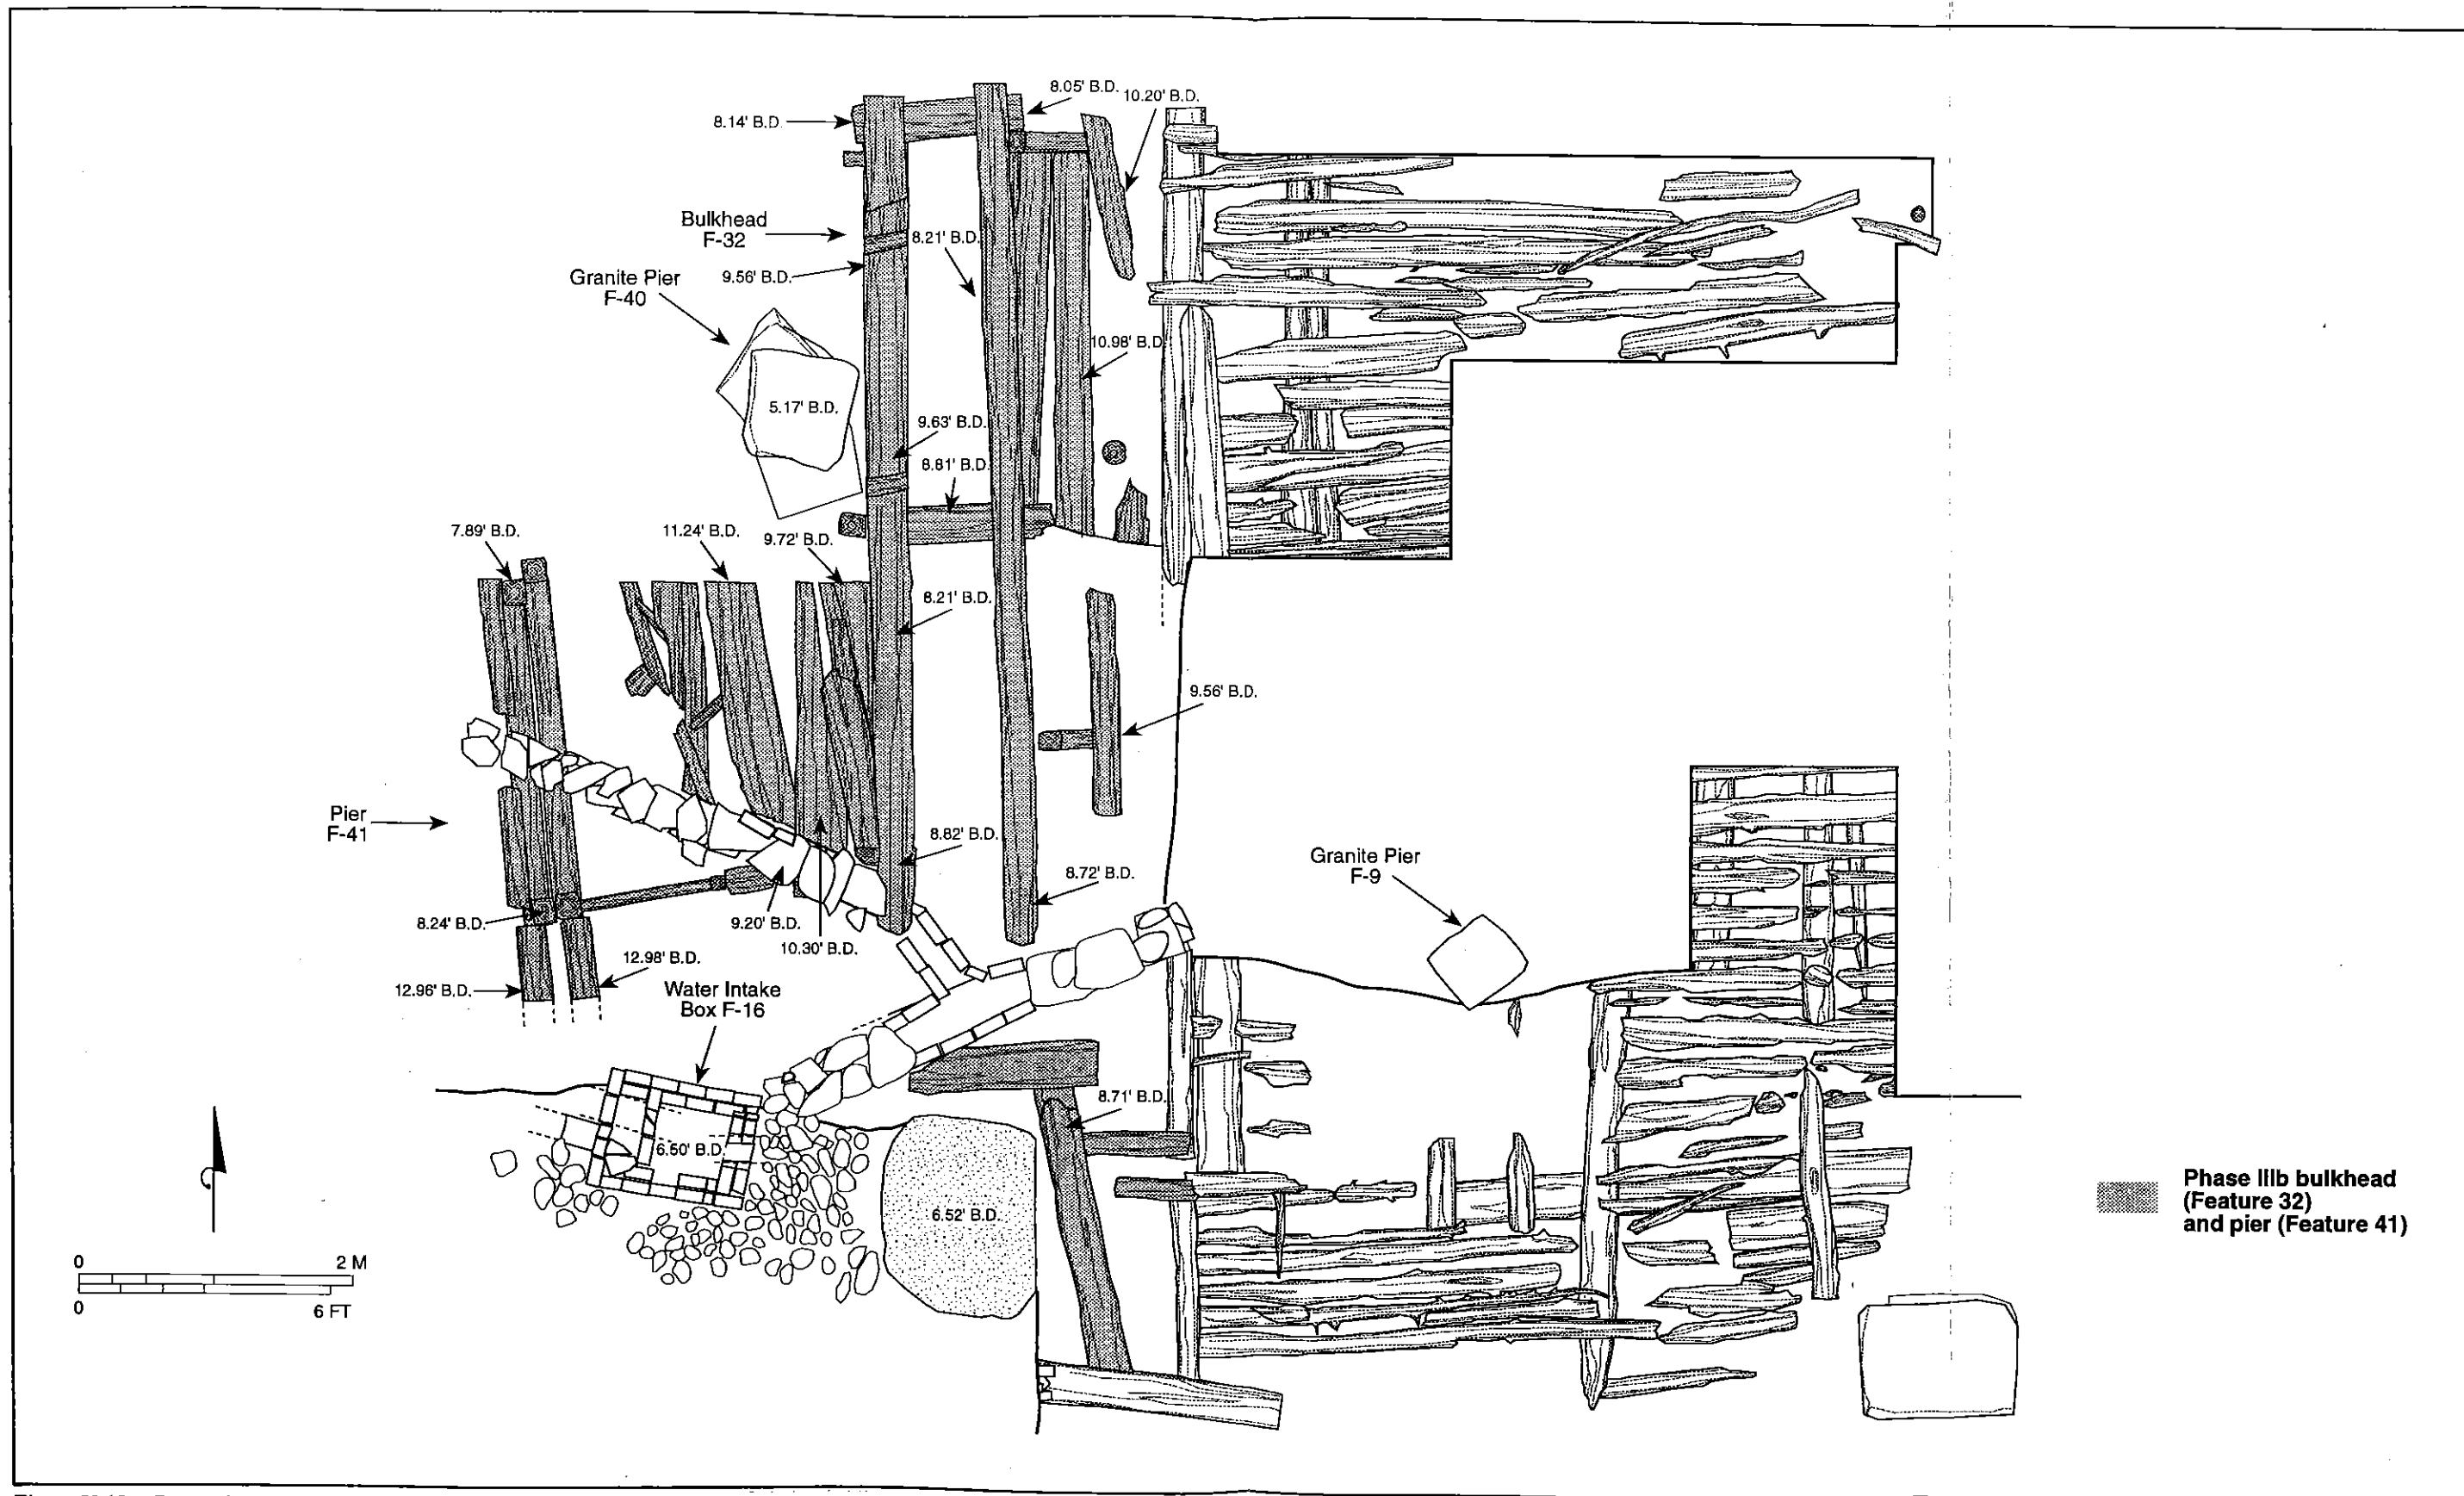 8.05' B.D.
10.20' B.D.
8.14' B.D.
Bulkhead
F-32
8.21' B.D.
Granite Pier
F-40
9.56' B.D.
10.98' B.D.
5.17' B.D.
9.63' B.D.
8.81' B.D.
7.89' B.D.
11.24' B.D.
9.72' B.D.
8.21' B.D.
9.56' B.D.
Pier
F-41
8.82' B.D.
Granite Pier
F-9
8.72' B.D.
8.24' B.D.
9.20' B.D.
10.30' B.D.
12.98' B.D.
12.96' B.D.
Water Intake
Box F-16
8.71' B.D.
6.50' B.D.
6.52' B.D.
Phase IIIb bulkhead
(Feature 32)
and pier (Feature 41)
0 2 M
0 6 FT